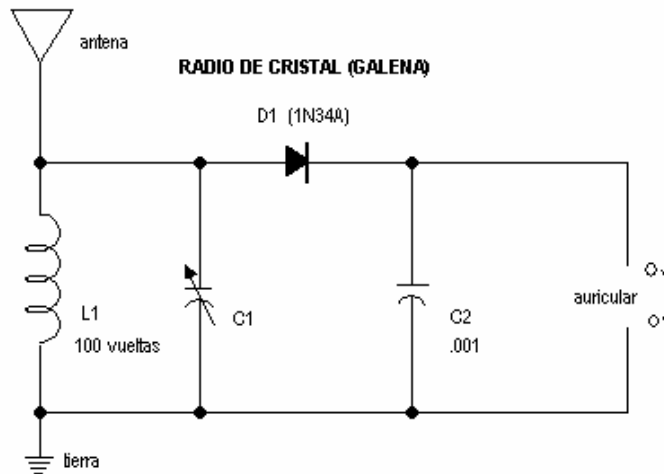 antena
RADIO DE CRISTAL (GALENA)
D1 (1N34A)
L1
100 vueltas
C1
C2
.001
auricular
tierra